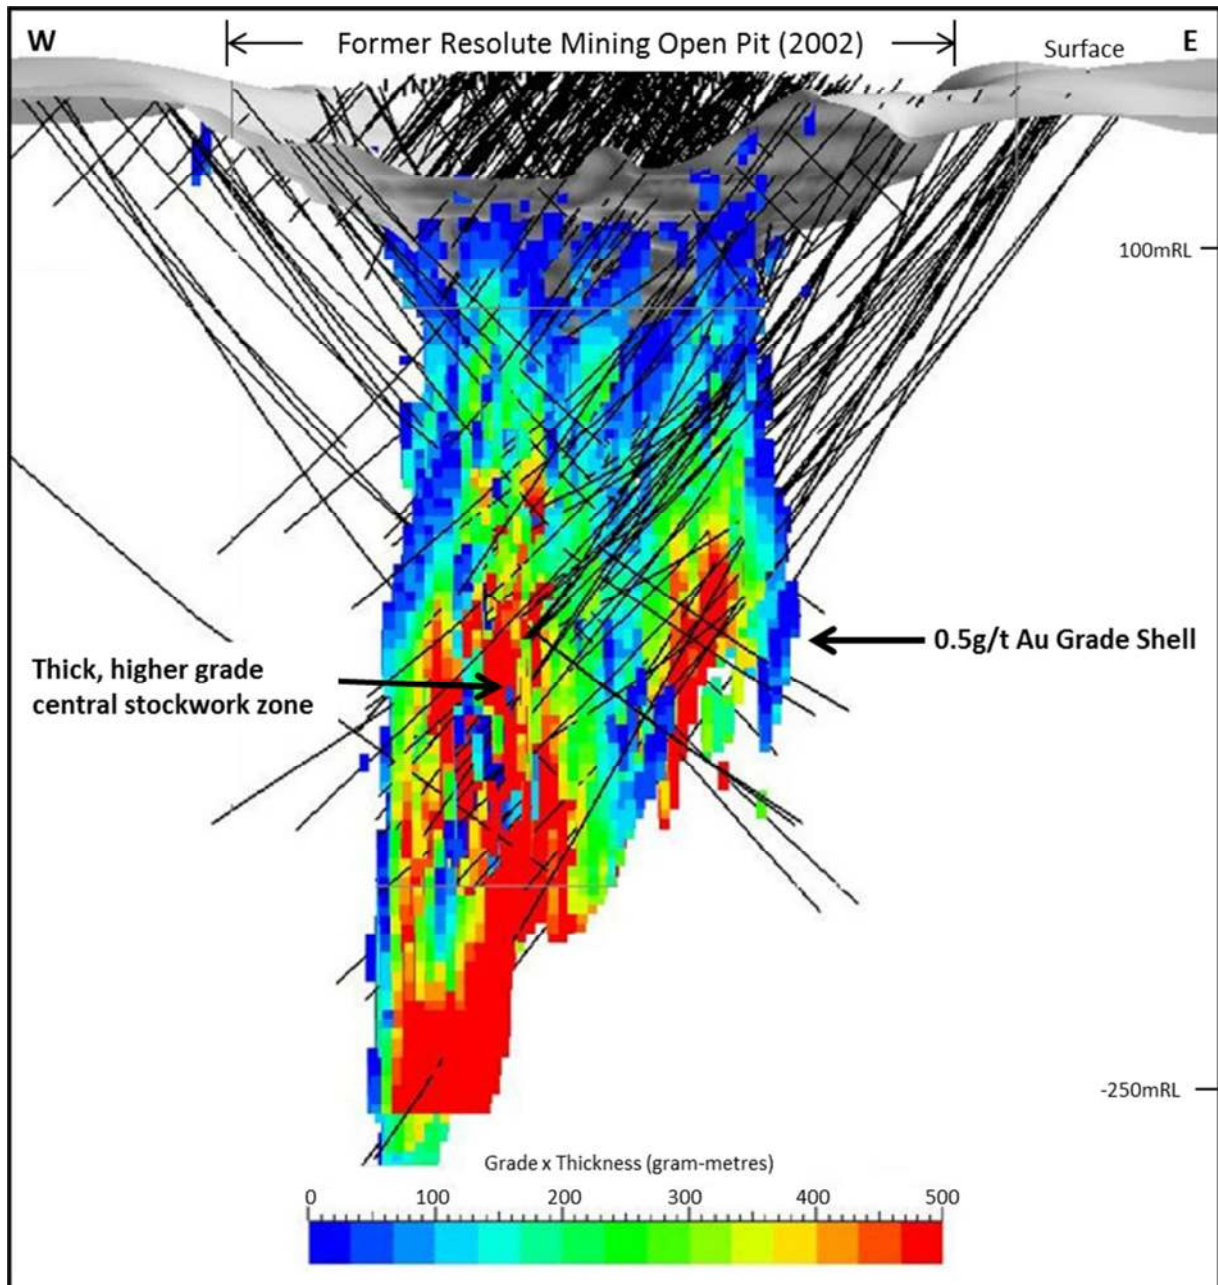 W
Former Resolute Mining Open Pit (2002)
E
Surface
100mRL
0.5g/t Au Grade Shell
Thick, higher grade
central stockwork zone
-250mRL
Grade x Thickness (gram-metres)
0 100 200 300 400 500